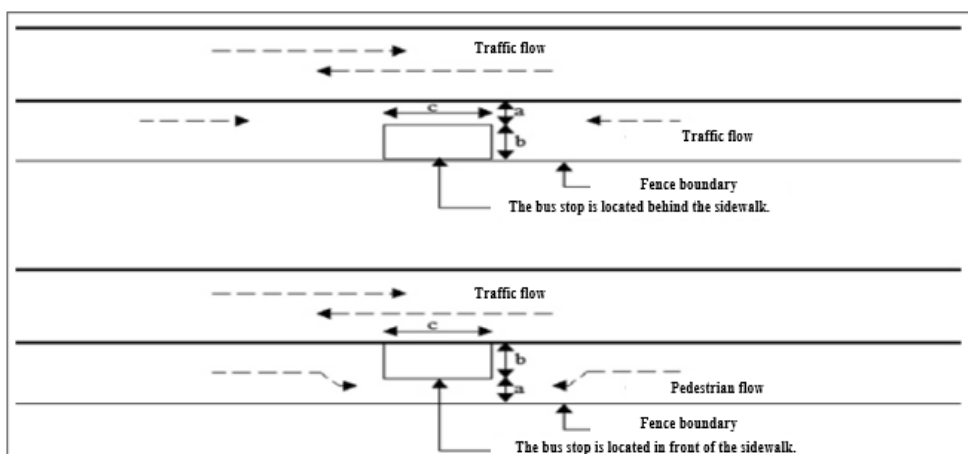 Traffic flow
c
a
b
Traffic flow
Fence boundary
The bus stop is located behind the sidewalk.
Traffic flow
c
b
a
Pedestrian flow
Fence boundary
The bus stop is located in front of the sidewalk.